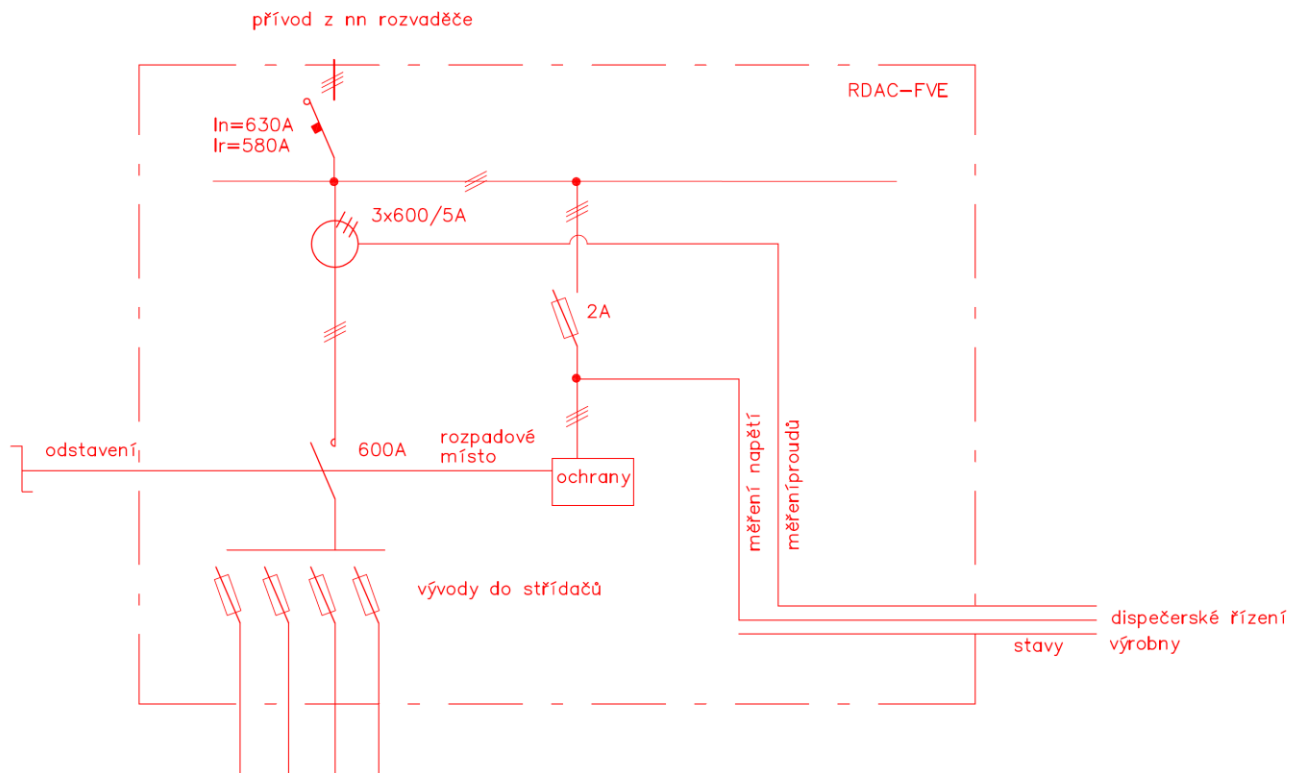 přívod z nn rozvaděče
RDAC-FVE
In=630A
Ir=580A
3x600/5A
2A
odstavení
600A
rozpadové
místo
ochrany
měření napětí
měříníproudů
vývody do střídačů
dispečerské řízení
výrobny
stavy